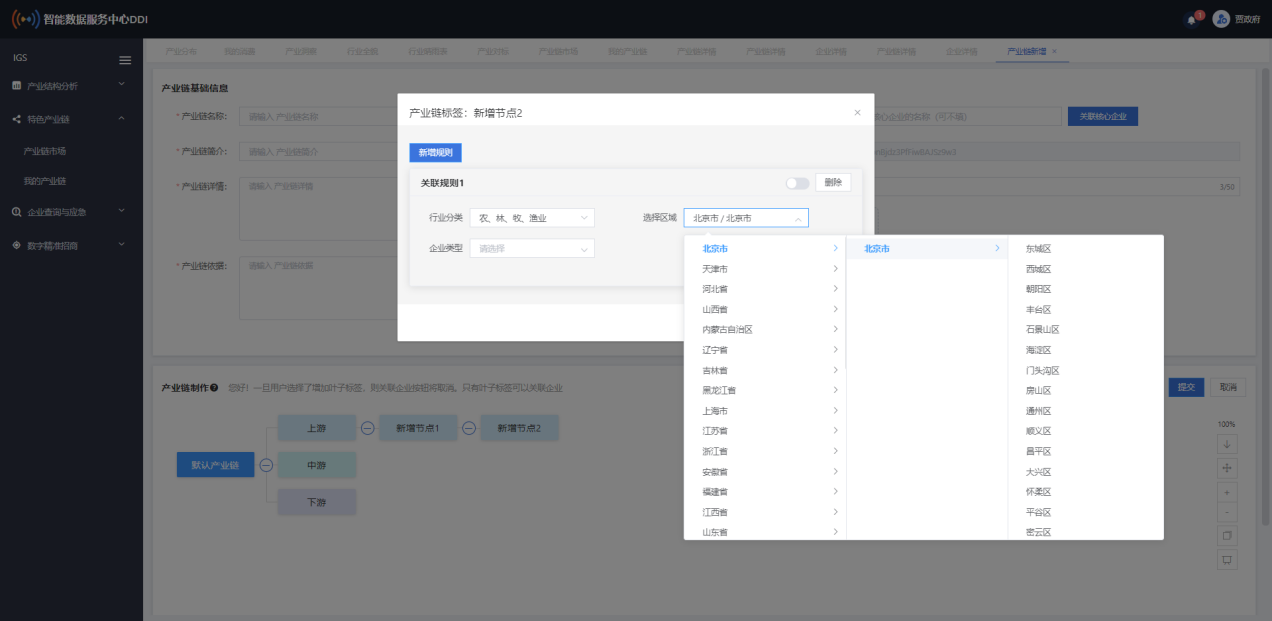 智能数据服务中心DDI
1
贾政府
IGS
产业结构分析
特色产业链
产业链市场
我的产业链
企业查询与应急
数字精准招商
产业分布
产业洞察
行业全貌
产业对标
产业链市场
我的产业链
产业链详情
产业链详情
企业详情
产业链详情
企业详情
产业链新增 ×
产业链基础信息
* 产业链名称:
请输入 产业链名称
心企业的名称（可不填）
关联核心企业
* 产业链简介:
请输入 产业链简介
* 产业链详情:
请输入 产业链详情
3/50
* 产业链依据:
请输入 产业链依据
产业链标签：新增节点2
×
新增规则
关联规则1
删除
行业分类
农、林、牧、渔业
选择区域
北京市 / 北京市
企业类型
请选择
北京市
天津市
河北省
山西省
内蒙古自治区
辽宁省
吉林省
黑龙江省
上海市
江苏省
浙江省
安徽省
福建省
江西省
山东省
北京市
东城区
西城区
朝阳区
丰台区
石景山区
海淀区
门头沟区
房山区
通州区
顺义区
昌平区
大兴区
怀柔区
平谷区
密云区
产业链制作
您好！一旦用户选择了增加叶子标签，则关联企业按钮将取消。只有叶子标签可以关联企业
提交
取消
默认产业链
上游
新增节点1
新增节点2
中游
下游
100%